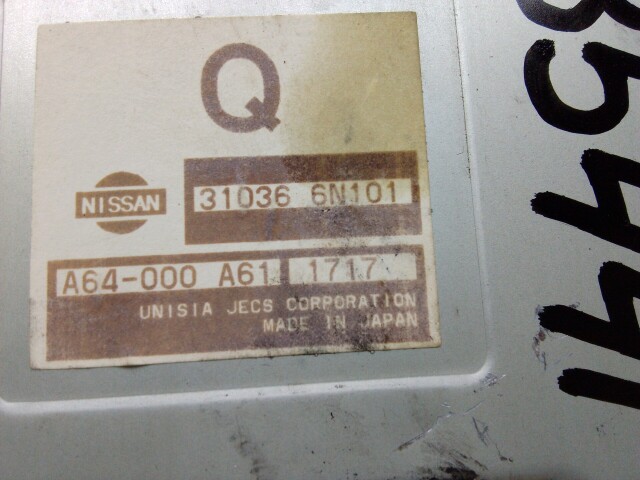 Q
NISSAN
31036 6N101
A64-000 A61 1717
UNISIA JECS CORPORATION
MADE IN JAPAN